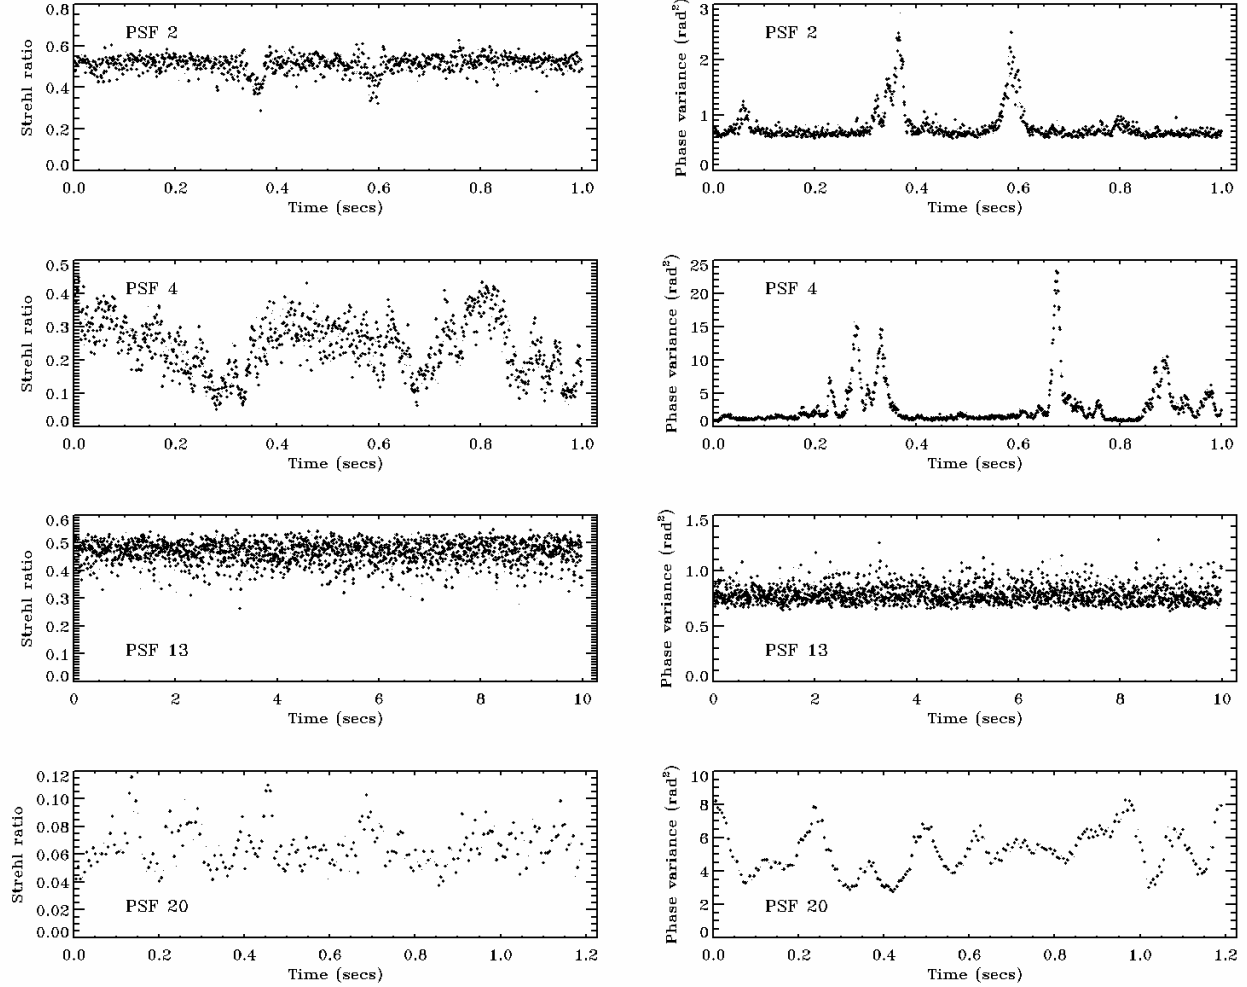 0.8
0.6
0.4
0.2
0.0
Strehl ratio
PSF 2
0.0 0.2 0.4 0.6 0.8 1.0
Time (secs)
3
2
1
0
Phase variance (rad²)
PSF 2
0.0 0.2 0.4 0.6 0.8 1.0
Time (secs)
0.5
0.4
0.3
0.2
0.1
0.0
Strehl ratio
PSF 4
0.0 0.2 0.4 0.6 0.8 1.0
Time (secs)
25
20
15
10
5
0
Phase variance (rad²)
PSF 4
0.0 0.2 0.4 0.6 0.8 1.0
Time (secs)
0.6
0.5
0.4
0.3
0.2
0.1
0.0
Strehl ratio
PSF 13
0 2 4 6 8 10
Time (secs)
1.5
1.0
0.5
0.0
Phase variance (rad²)
PSF 13
0 2 4 6 8 10
Time (secs)
0.12
0.10
0.08
0.06
0.04
0.02
0.00
Strehl ratio
PSF 20
0.0 0.2 0.4 0.6 0.8 1.0 1.2
Time (secs)
10
8
6
4
2
0
Phase variance (rad²)
PSF 20
0.0 0.2 0.4 0.6 0.8 1.0 1.2
Time (secs)